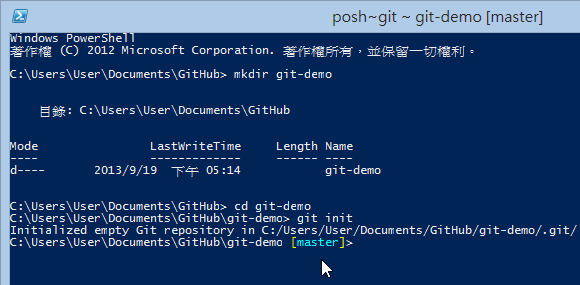 posh~git ~ git-demo [master]
Windows PowerShell
著作權 (C) 2012 Microsoft Corporation. 著作權所有，並保留一切權利。
C:\Users\User\Documents\GitHub> mkdir git-demo
目錄: C:\Users\User\Documents\GitHub
Mode LastWriteTime Length Name
---- ------------- ------ ----
d---- 2013/9/19 下午 05:14 git-demo
C:\Users\User\Documents\GitHub> cd git-demo
C:\Users\User\Documents\GitHub\git-demo> git init
Initialized empty Git repository in C:/Users/User/Documents/GitHub/git-demo/.git/
C:\Users\User\Documents\GitHub\git-demo [master]>